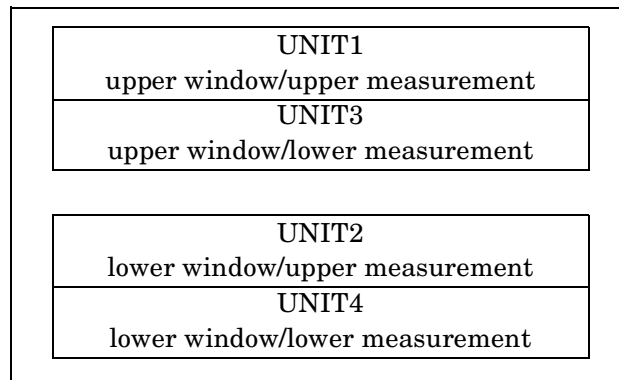 UNIT1
upper window/upper measurement
UNIT3
upper window/lower measurement
UNIT2
lower window/upper measurement
UNIT4
lower window/lower measurement